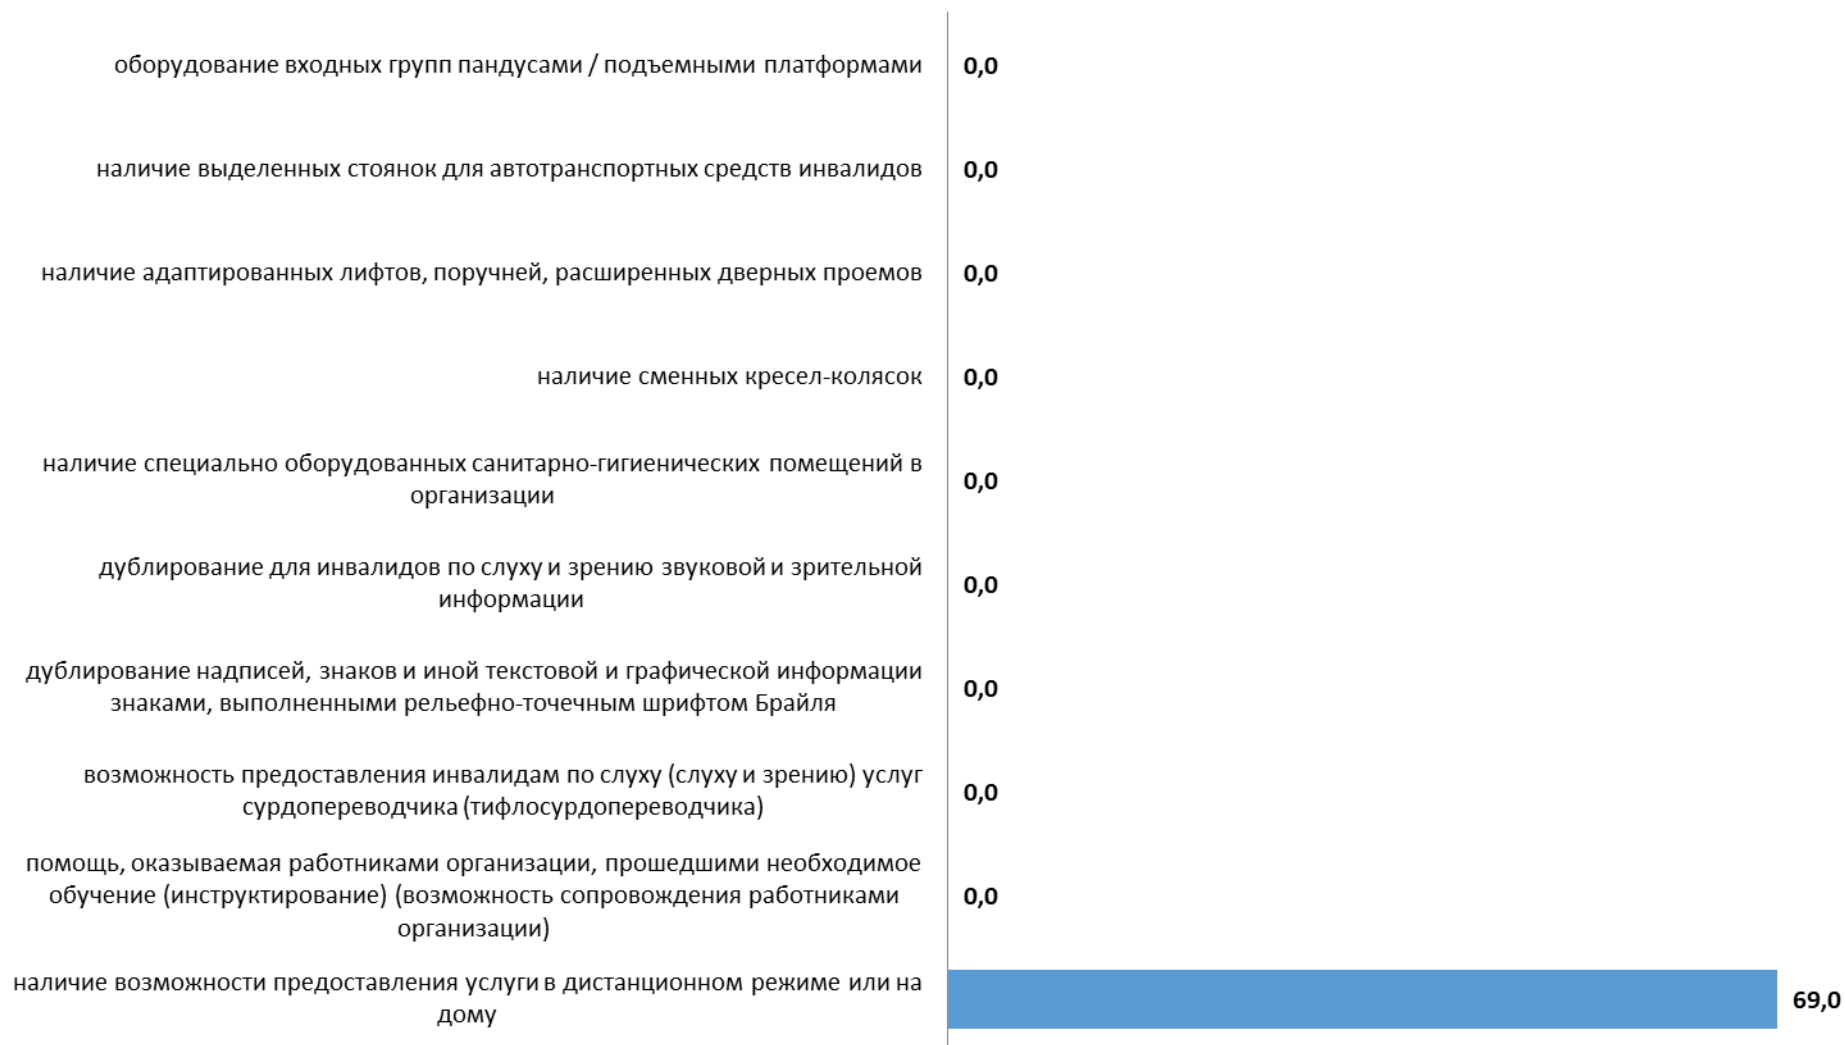 оборудование входных групп пандусами / подъемными платформами 0,0
наличие выделенных стоянок для автотранспортных средств инвалидов 0,0
наличие адаптированных лифтов, поручней, расширенных дверных проемов 0,0
наличие сменных кресел-колясок 0,0
наличие специально оборудованных санитарно-гигиенических помещений в
организации
0,0
дублирование для инвалидов по слуху и зрению звуковой и зрительной
информации
0,0
дублирование надписей, знаков и иной текстовой и графической информации
знаками, выполненными рельефно-точечным шрифтом Брайля
0,0
возможность предоставления инвалидам по слуху (слуху и зрению) услуг
сурдопереводчика (тифлосурдопереводчика)
0,0
помощь, оказываемая работниками организации, прошедшими необходимое
обучение (инструктирование) (возможность сопровождения работниками
организации)
0,0
наличие возможности предоставления услуги в дистанционном режиме или на
дому
69,0